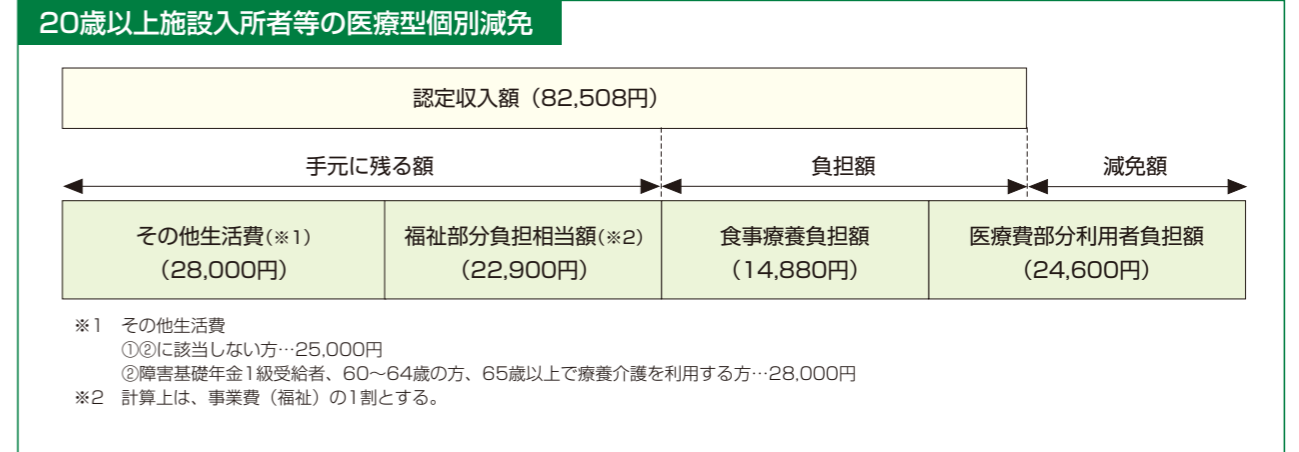 20歳以上施設入所者等の医療型個別減免
認定収入額（82,508円）
手元に残る額
負担額
減免額
その他生活費(※1)
（28,000円）
福祉部分負担相当額(※2)
（22,900円）
食事療養負担額
（14,880円）
医療費部分利用者負担額
（24,600円）
※1　その他生活費
①②に該当しない方…25,000円
②障害基礎年金1級受給者、60～64歳の方、65歳以上で療養介護を利用する方…28,000円
※2　計算上は、事業費（福祉）の1割とする。